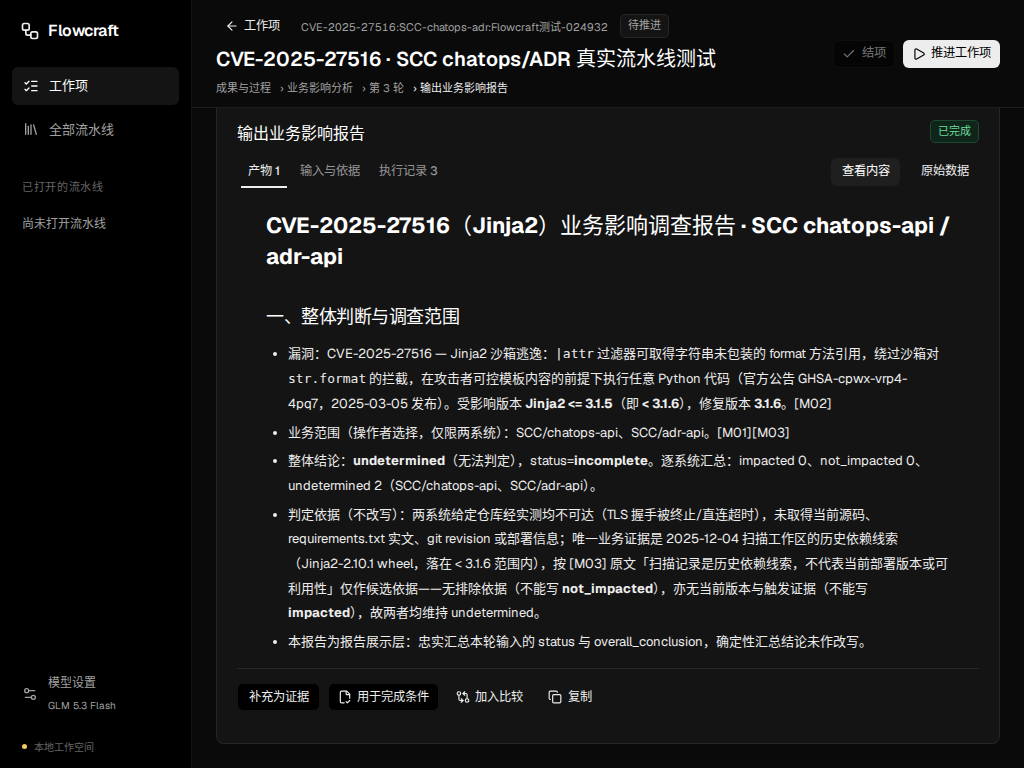 Flowcraft
工作项
全部流水线
已打开的流水线
尚未打开流水线
模型设置
GLM 5.3 Flash
本地工作空间
工作项 CVE-2025-27516:SCC-chatops-adr:Flowcraft测试-024932 待推进
CVE-2025-27516 · SCC chatops/ADR 真实流水线测试
结项 推进工作项
成果与过程 › 业务影响分析 › 第 3 轮 › 输出业务影响报告
输出业务影响报告 已完成
产物 1 输入与依据 执行记录 3 查看内容 原始数据
CVE-2025-27516（Jinja2）业务影响调查报告 · SCC chatops-api /
adr-api
一、整体判断与调查范围
• 漏洞：CVE-2025-27516 — Jinja2 沙箱逃逸：|attr 过滤器可取得字符串未包装的 format 方法引用，绕过沙箱对
str.format 的拦截，在攻击者可控模板内容的前提下执行任意 Python 代码（官方公告 GHSA-cpwx-vrp4-
4pq7，2025-03-05 发布）。受影响版本 Jinja2 <= 3.1.5（即 < 3.1.6），修复版本 3.1.6。[M02]
• 业务范围（操作者选择，仅限两系统）：SCC/chatops-api、SCC/adr-api。[M01][M03]
• 整体结论：undetermined（无法判定），status=incomplete。逐系统汇总：impacted 0、not_impacted 0、
undetermined 2（SCC/chatops-api、SCC/adr-api）。
• 判定依据（不改写）：两系统给定仓库经实测均不可达（TLS 握手被终止/直连超时），未取得当前源码、
requirements.txt 实文、git revision 或部署信息；唯一业务证据是 2025-12-04 扫描工作区的历史依赖线索
（Jinja2-2.10.1 wheel，落在 < 3.1.6 范围内），按 [M03] 原文「扫描记录是历史依赖线索，不代表当前部署版本或可
利用性」仅作候选依据——无排除依据（不能写 not_impacted），亦无当前版本与触发证据（不能写
impacted），故两者均维持 undetermined。
• 本报告为报告展示层：忠实汇总本轮输入的 status 与 overall_conclusion，确定性汇总结论未作改写。
补充为证据 用于完成条件 加入比较 复制